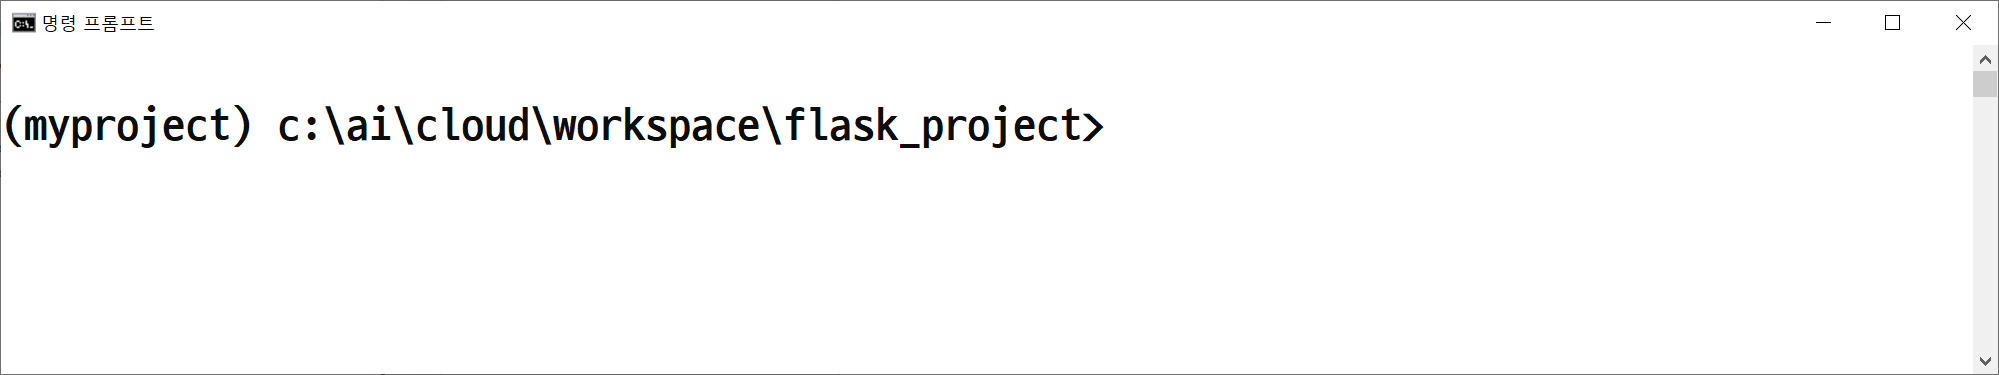 명령 프롬프트
(myproject) c:\ai\cloud\workspace\flask_project>